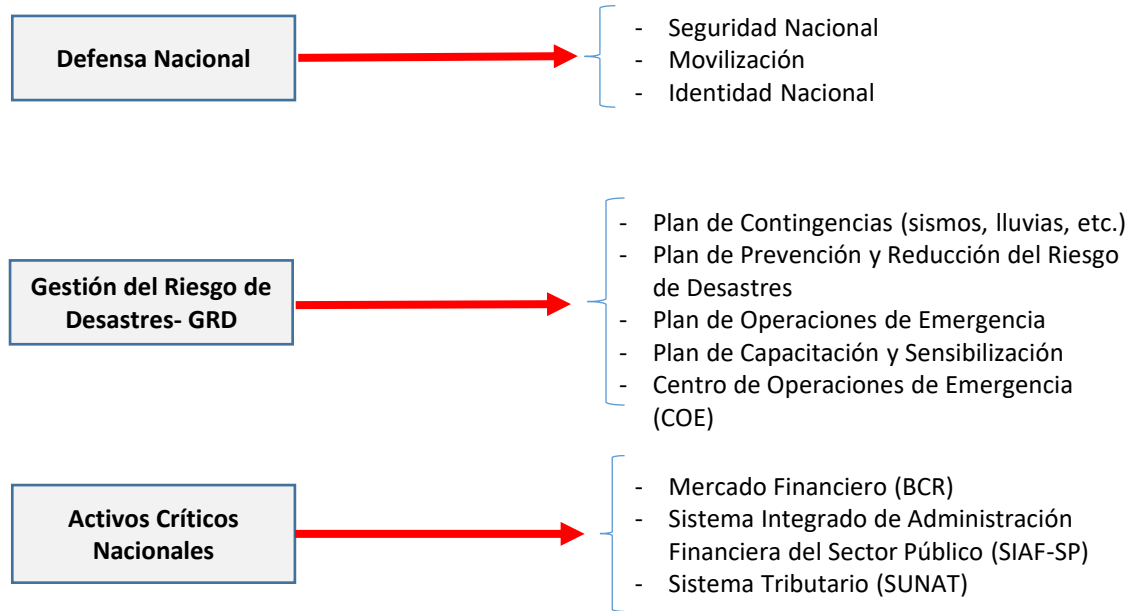 Defensa Nacional
- Seguridad Nacional
- Movilización
- Identidad Nacional
Gestión del Riesgo de
Desastres- GRD
- Plan de Contingencias (sismos, lluvias, etc.)
- Plan de Prevención y Reducción del Riesgo
de Desastres
- Plan de Operaciones de Emergencia
- Plan de Capacitación y Sensibilización
- Centro de Operaciones de Emergencia
(COE)
Activos Críticos
Nacionales
- Mercado Financiero (BCR)
- Sistema Integrado de Administración
Financiera del Sector Público (SIAF-SP)
- Sistema Tributario (SUNAT)